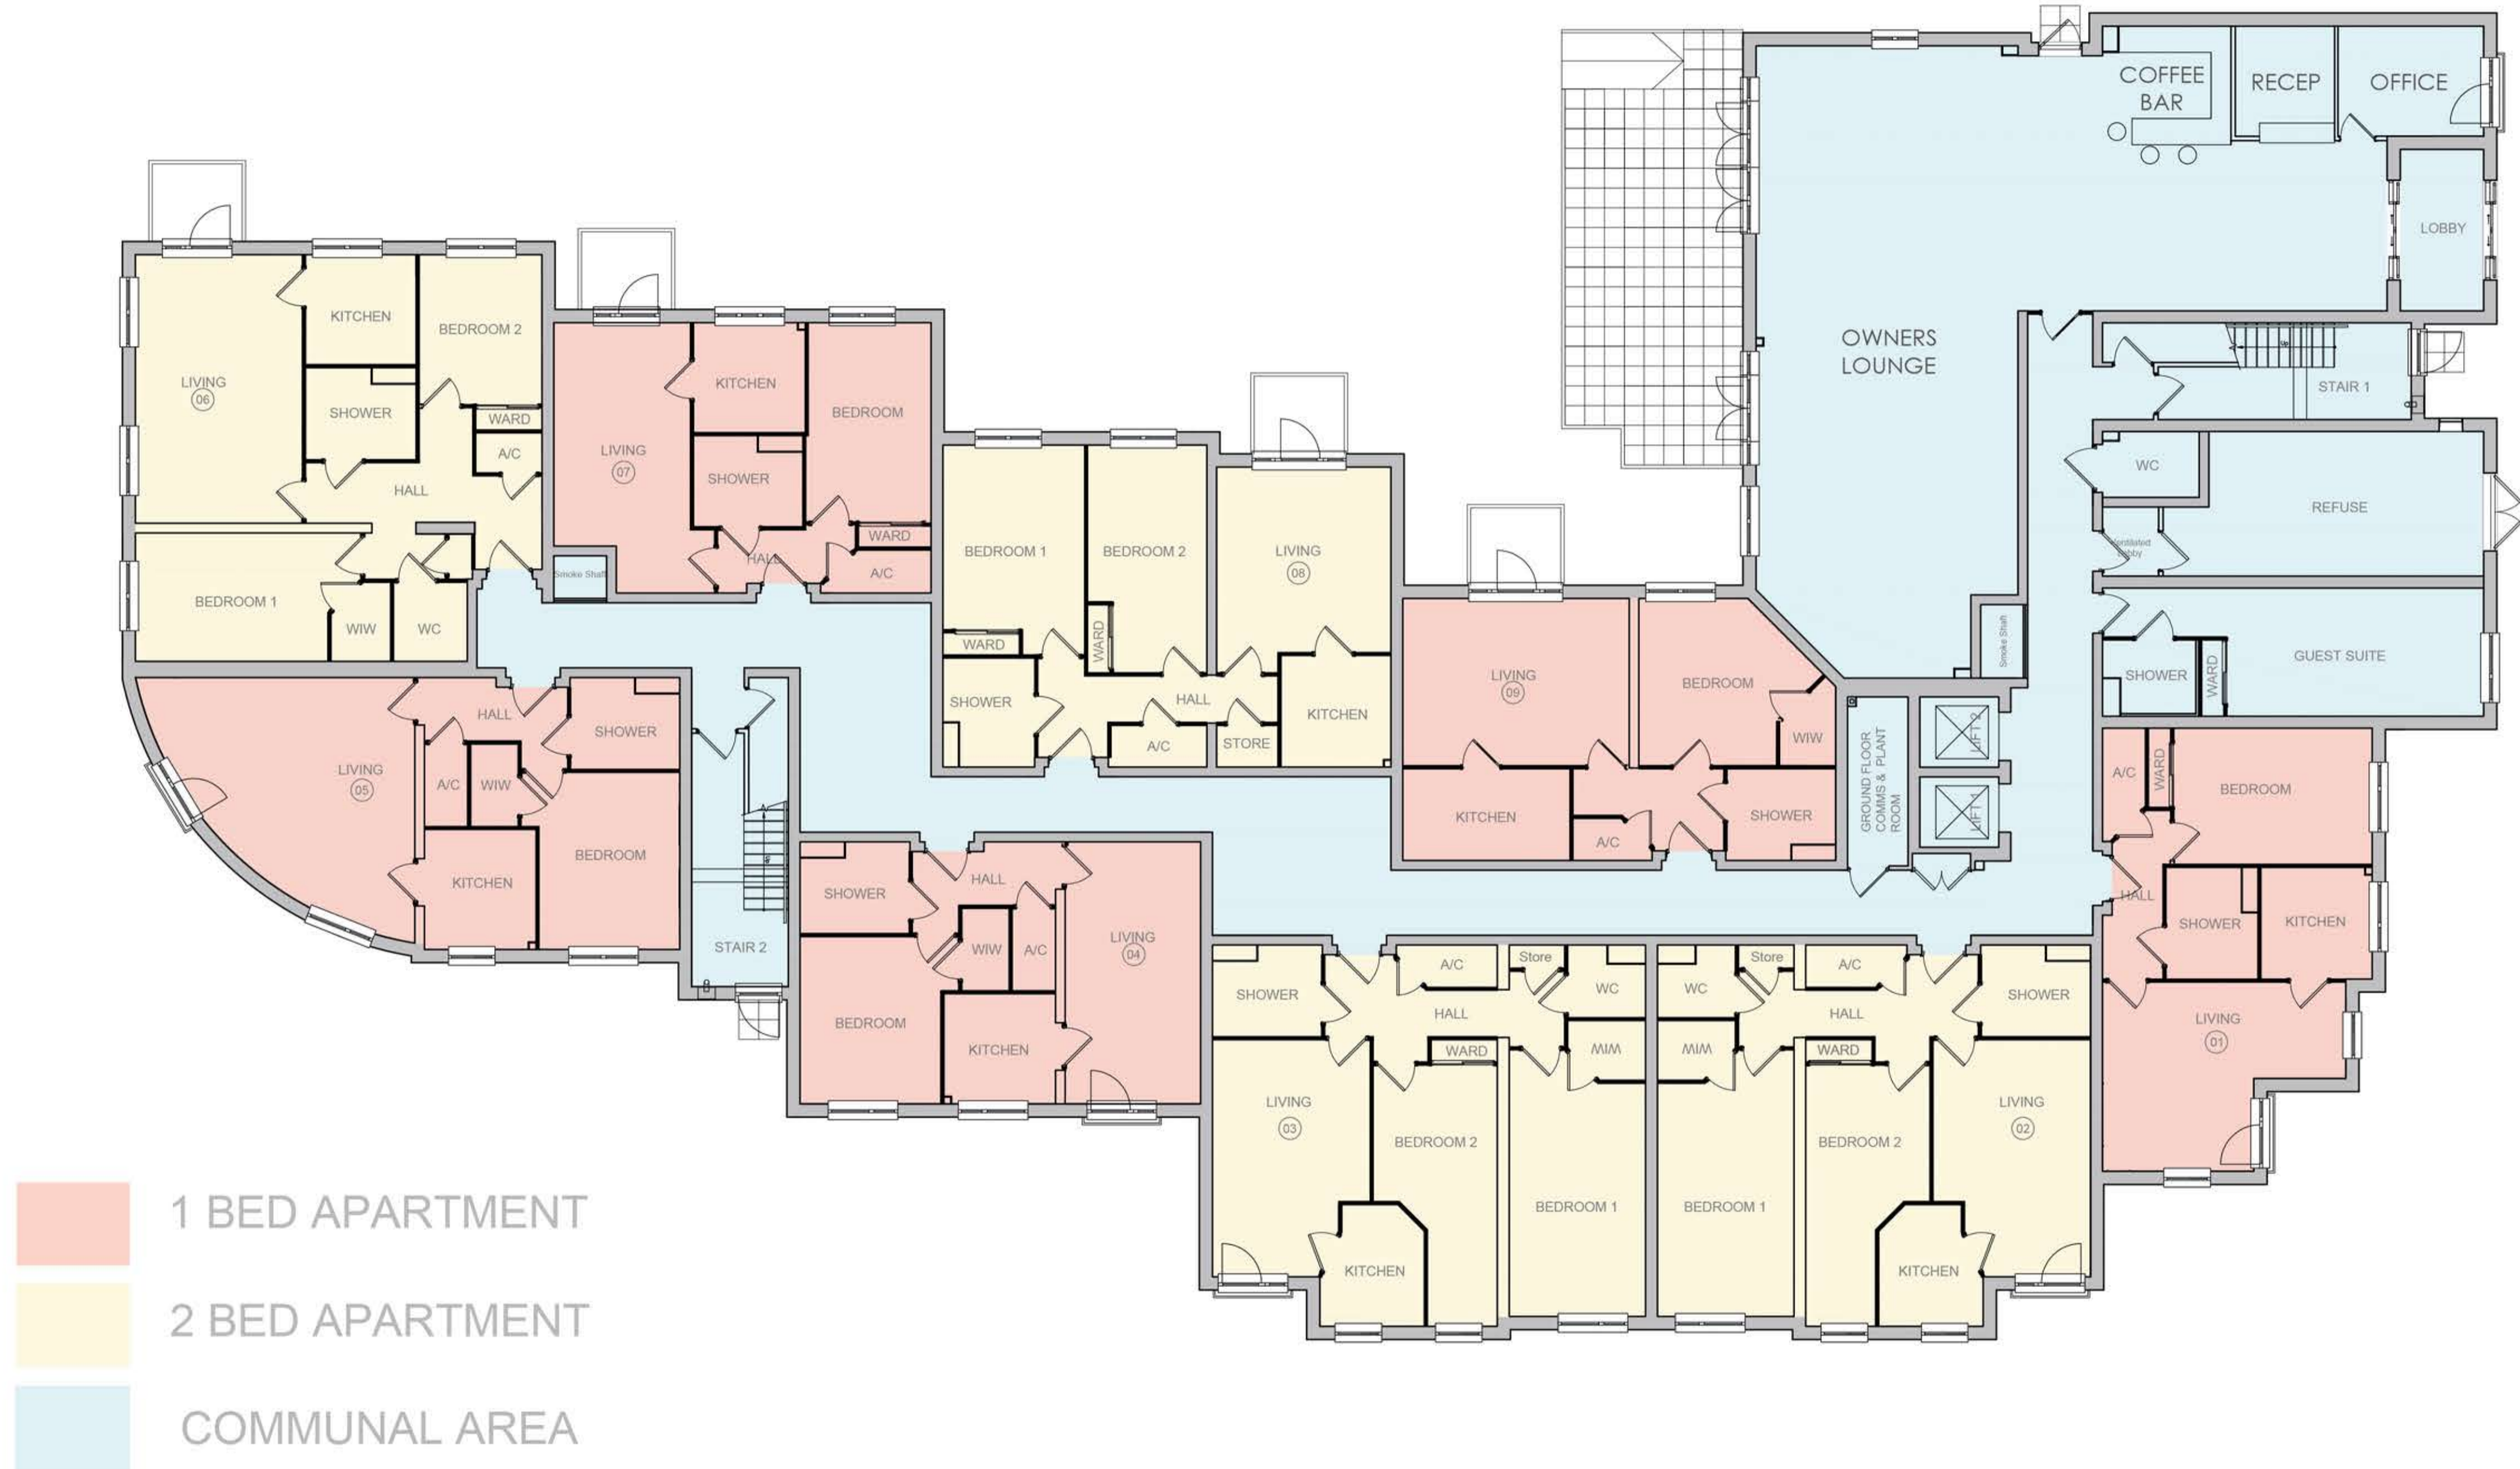 COFFEE
BAR
RECEP
OFFICE
LOBBY
OWNERS
LOUNGE
STAIR 1
Up
WC
REFUSE
Ventilated
Lobby
Smoke Shaft
GUEST SUITE
SHOWER
WARD
LIVING
06
KITCHEN
BEDROOM 2
SHOWER
WARD
A/C
HALL
BEDROOM 1
WIW
WC
Smoke Shaft
LIVING
07
KITCHEN
BEDROOM
SHOWER
WARD
HALL
A/C
BEDROOM 1
BEDROOM 2
WARD
WARD
SHOWER
LIVING
08
HALL
A/C
STORE
KITCHEN
LIVING
09
BEDROOM
WIW
KITCHEN
A/C
SHOWER
GROUND FLOOR
COMMS & PLANT
ROOM
LIFT 2
LIFT 1
LIVING
05
HALL
SHOWER
A/C
WIW
KITCHEN
BEDROOM
STAIR 2
Up
SHOWER
HALL
WIW
A/C
LIVING
04
BEDROOM
KITCHEN
A/C
WARD
BEDROOM
HALL
SHOWER
KITCHEN
LIVING
01
SHOWER
A/C
Store
WC
HALL
WARD
WIW
LIVING
03
BEDROOM 2
BEDROOM 1
KITCHEN
WC
Store
A/C
SHOWER
HALL
WIW
WARD
LIVING
02
BEDROOM 2
BEDROOM 1
KITCHEN
1 BED APARTMENT
2 BED APARTMENT
COMMUNAL AREA